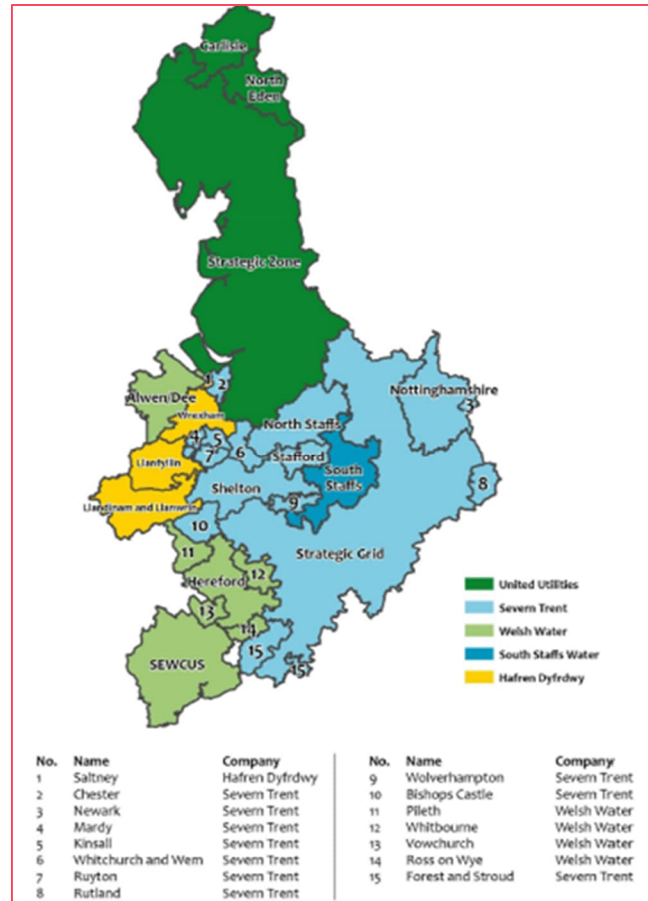 Carlisle
North
Eden
Strategic Zone
1
2
Alwen/Dee
Wrexham
Nottinghamshire
3
North Staffs
4
5
6
7
Stafford
Llanfyllin
South
Staffs
8
Shelton
9
Llandinam and Llanwrin
10
Strategic Grid
11
12
Hereford
13
14
15
15
SEWCUS
United Utilities
Severn Trent
Welsh Water
South Staffs Water
Hafren Dyfrdwy
No. Name Company
1 Saltney Hafren Dyfrdwy
2 Chester Severn Trent
3 Newark Severn Trent
4 Mardy Severn Trent
5 Kinsall Severn Trent
6 Whitchurch and Wem Severn Trent
7 Ruyton Severn Trent
8 Rutland Severn Trent
No. Name Company
9 Wolverhampton Severn Trent
10 Bishops Castle Severn Trent
11 Pilleth Welsh Water
12 Whitbourne Welsh Water
13 Vowchurch Welsh Water
14 Ross on Wye Welsh Water
15 Forest and Stroud Severn Trent